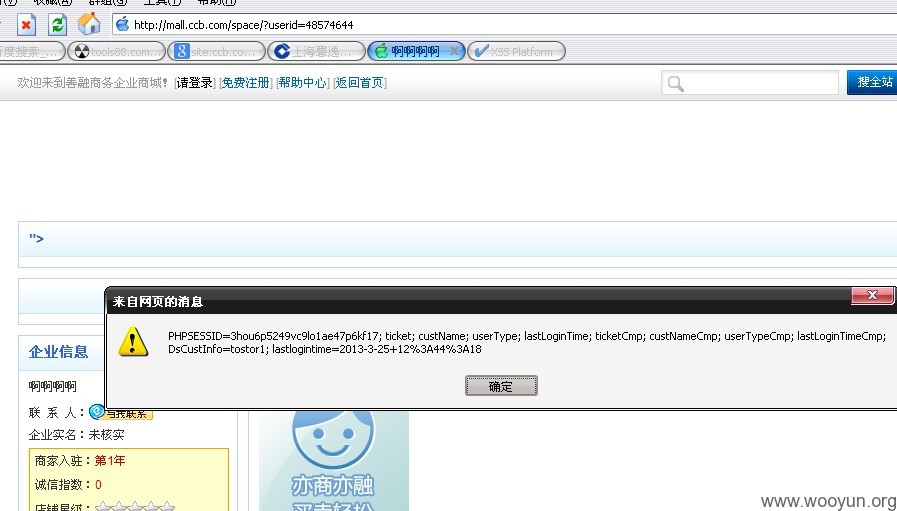 收藏(A) 群组(G) 工具(T) 帮助(H)
http://mall.ccb.com/space/?userid=48574644
百度搜索_... tools88.com... site:ccb.co... 上海馨逸... 啊啊啊啊 XSS Platform
欢迎来到善融商务企业商城! [请登录] [免费注册] [帮助中心] [返回首页] 搜全站
">
来自网页的消息
PHPSESSID=3hou6p5249vc9lo1ae47p6kf17; ticket; custName; userType; lastLoginTime; ticketCmp; custNameCmp; userTypeCmp; lastLoginTimeCmp;
DsCustInfo=tostor1; lastlogintime=2013-3-25+12%3A44%3A18
确定
企业信息
啊啊啊啊
联 系 人: 与我联系
企业实名:未核实
商家入驻:第1年
诚信指数:0
店铺星级:
亦商亦融
买卖轻松
www.wooyun.org